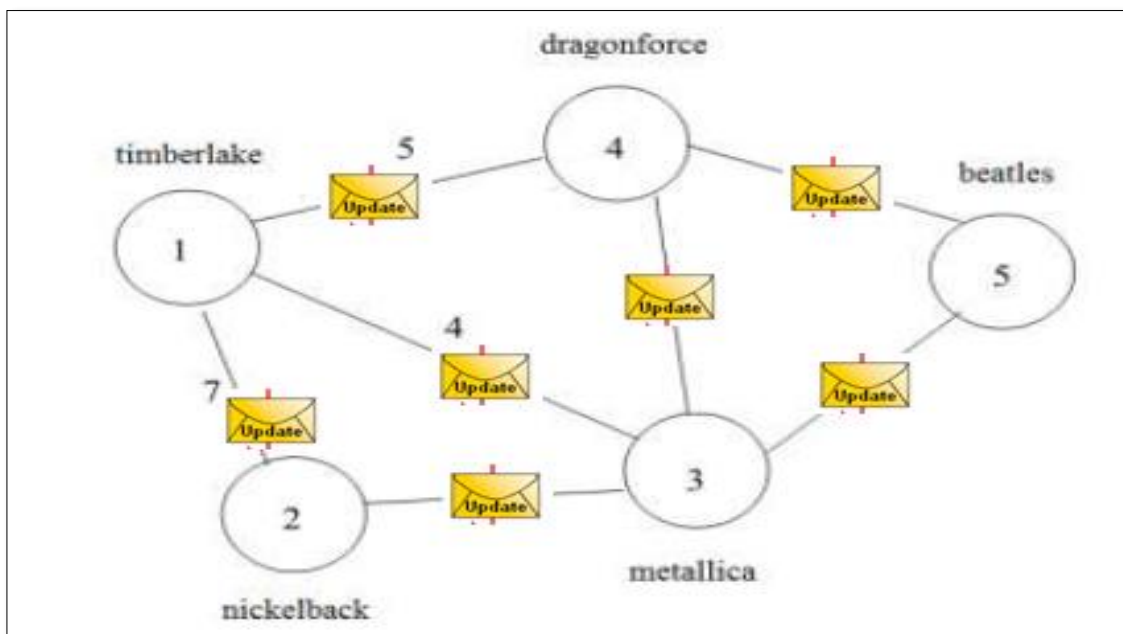 dragonforce
timberlake
5
4
beatles
Update
Update
1
5
Update
4
7
Update
Update
Update
3
2
Update
metallica
nickelback